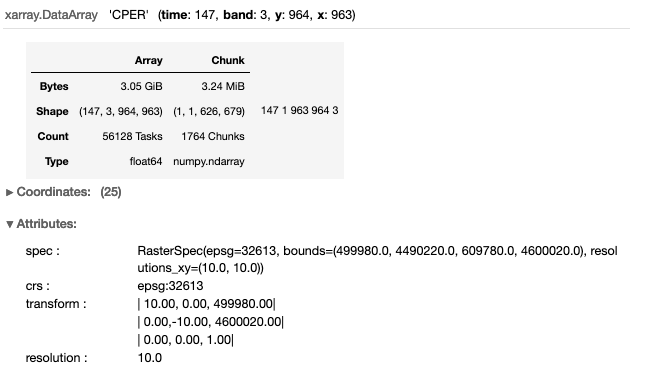 xarray.DataArray 'CPER' (time: 147, band: 3, y: 964, x: 963)
Array Chunk
Bytes 3.05 GiB 3.24 MiB
Shape (147, 3, 964, 963) (1, 1, 626, 679) 147 1 963 964 3
Count 56128 Tasks 1764 Chunks
Type float64 numpy.ndarray
►Coordinates: (25)
▼Attributes:
spec : RasterSpec(epsg=32613, bounds=(499980.0, 4490220.0, 609780.0, 4600020.0), resol
utions_xy=(10.0, 10.0))
crs : epsg:32613
transform : | 10.00, 0.00, 499980.00|
| 0.00,-10.00, 4600020.00|
| 0.00, 0.00, 1.00|
resolution : 10.0